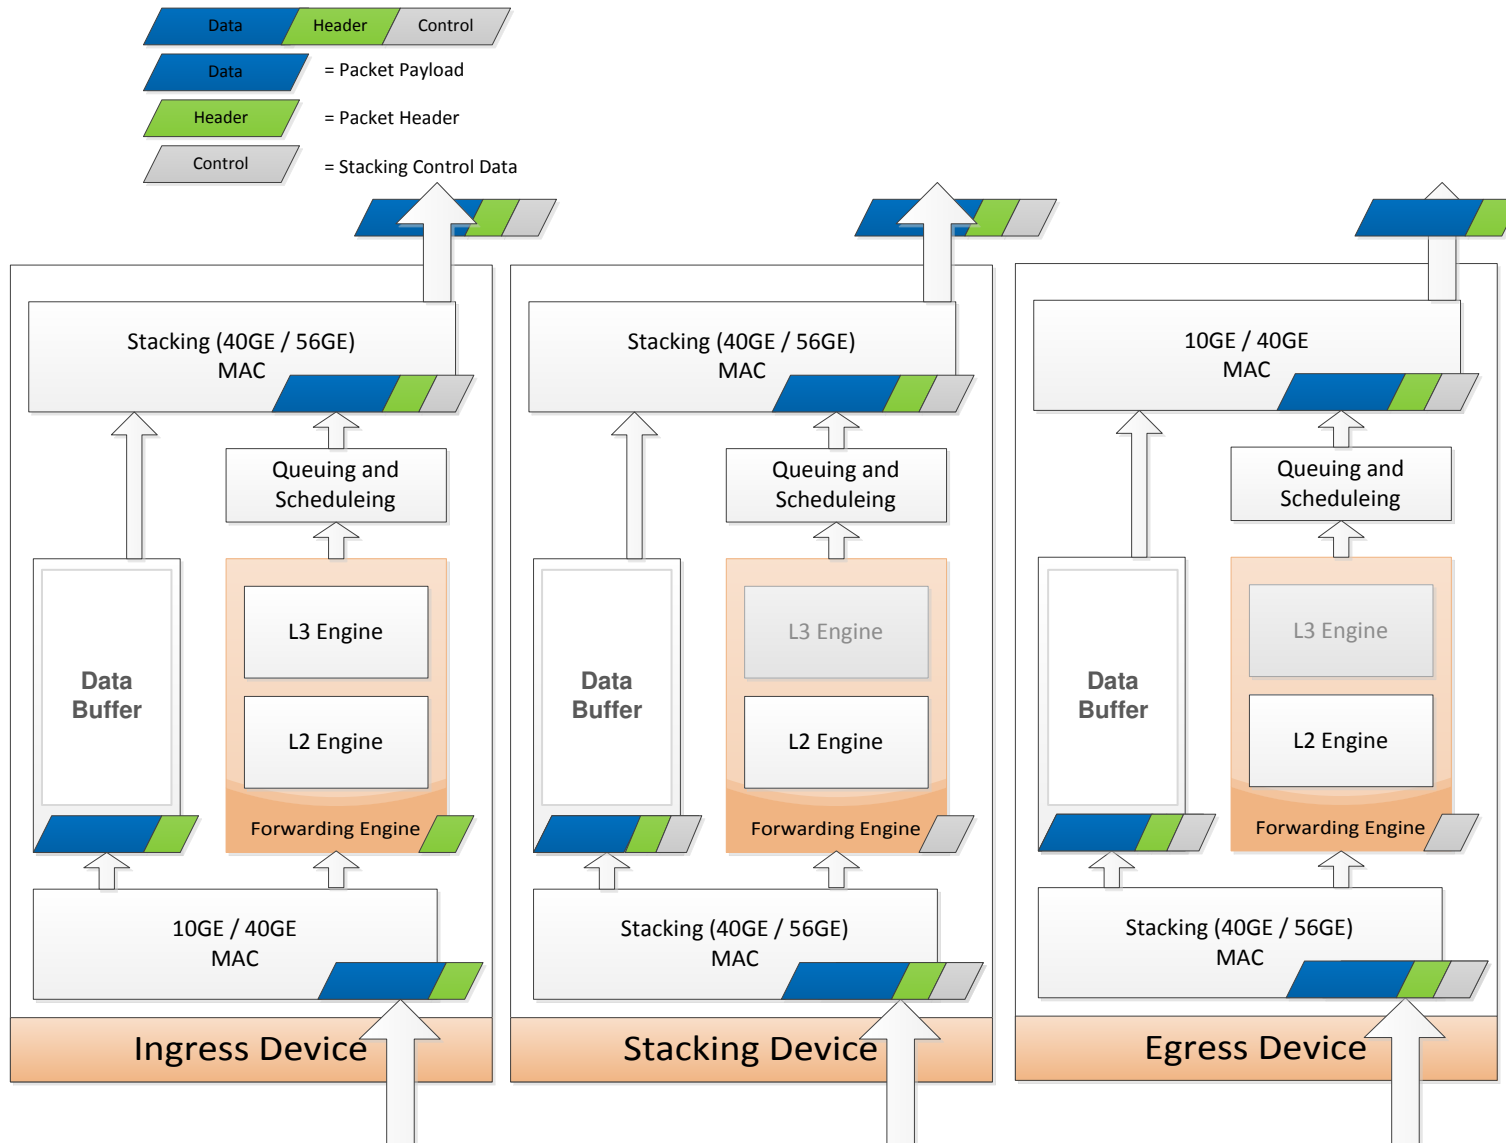 Data Header Control
Data = Packet Payload
Header = Packet Header
Control = Stacking Control Data
Stacking (40GE / 56GE)
MAC
Queuing and
Scheduleing
L3 Engine
Data
Buffer
L2 Engine
Forwarding Engine
10GE / 40GE
MAC
Ingress Device
Stacking (40GE / 56GE)
MAC
Queuing and
Scheduleing
L3 Engine
Data
Buffer
L2 Engine
Forwarding Engine
Stacking (40GE / 56GE)
MAC
Stacking Device
10GE / 40GE
MAC
Queuing and
Scheduleing
L3 Engine
Data
Buffer
L2 Engine
Forwarding Engine
Stacking (40GE / 56GE)
MAC
Egress Device